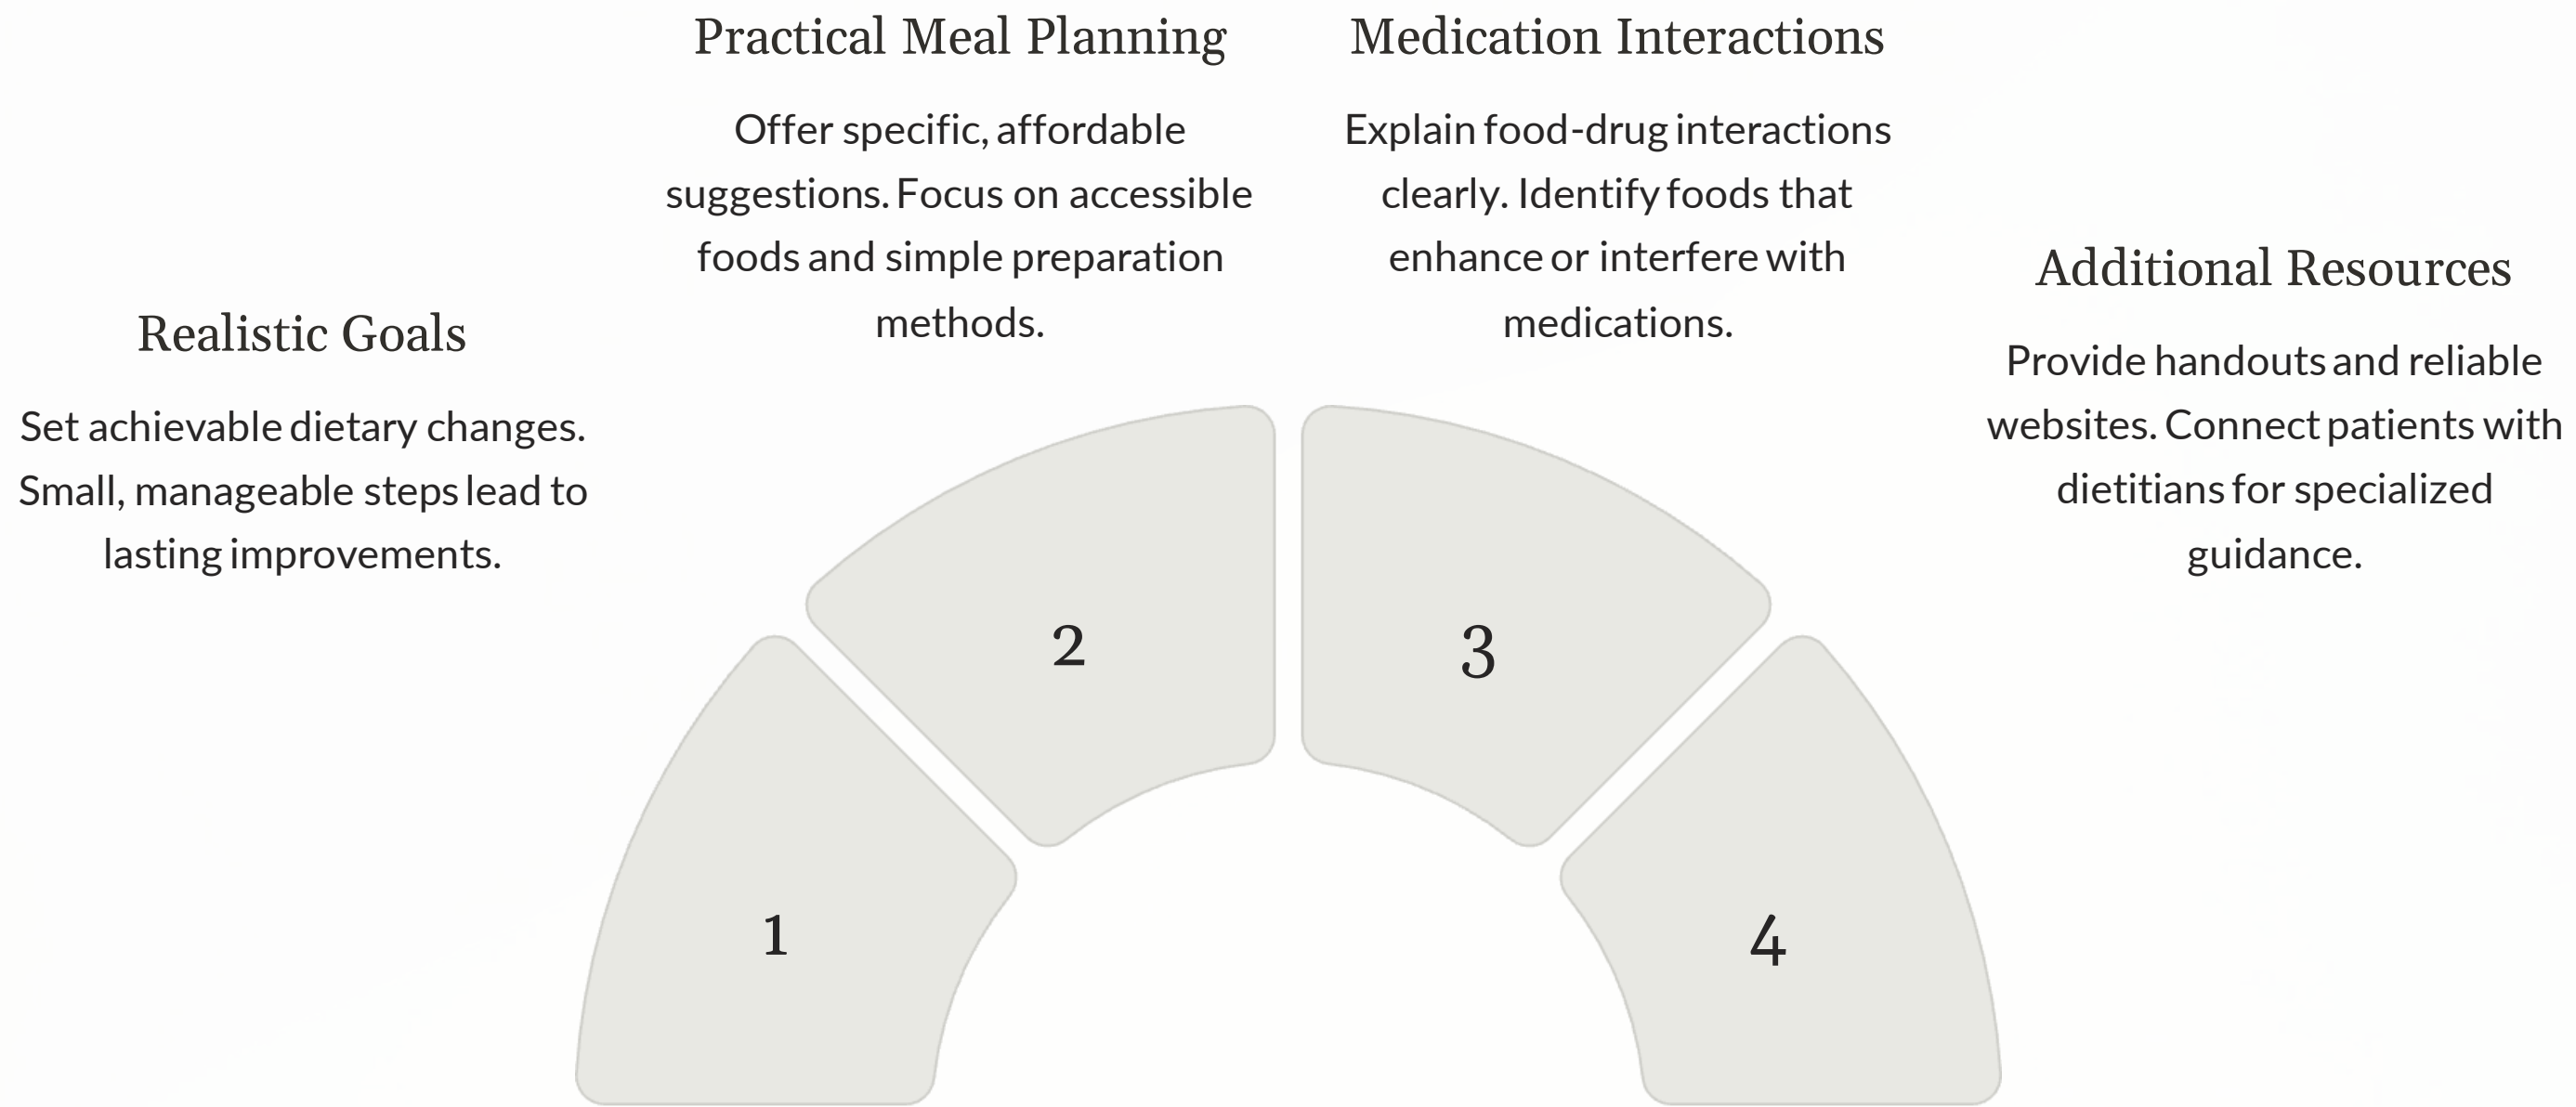 Realistic Goals
Set achievable dietary changes.
Small, manageable steps lead to
lasting improvements.
Practical Meal Planning
Offer specific, affordable
suggestions. Focus on accessible
foods and simple preparation
methods.
Medication Interactions
Explain food-drug interactions
clearly. Identify foods that
enhance or interfere with
medications.
Additional Resources
Provide handouts and reliable
websites. Connect patients with
dietitians for specialized
guidance.
1
2
3
4